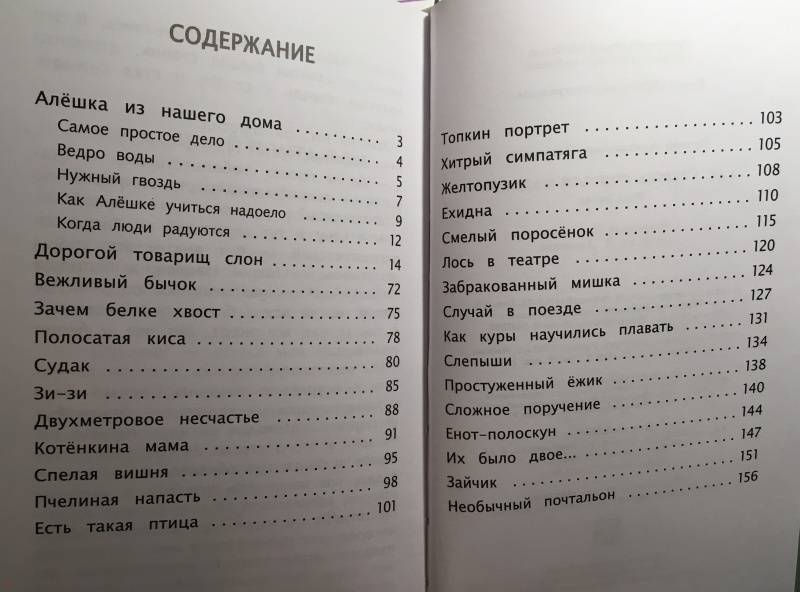 СОДЕРЖАНИЕ
Алёшка из нашего дома ............ 3
Самое простое дело ............ 4
Ведро воды ............ 5
Нужный гвоздь ............ 7
Как Алёшке учиться надоело ............ 9
Когда люди радуются ............ 12
Дорогой товарищ слон ............ 14
Вежливый бычок ............ 72
Зачем белке хвост ............ 75
Полосатая киса ............ 78
Судак ............ 80
Зи-зи ............ 85
Двухметровое несчастье ............ 88
Котёнкина мама ............ 91
Спелая вишня ............ 95
Пчелиная напасть ............ 98
Есть такая птица ............ 101
Топкин портрет ............ 103
Хитрый симпатяга ............ 105
Желтопузик ............ 108
Ехидна ............ 110
Смелый поросёнок ............ 115
Лось в театре ............ 120
Забракованный мишка ............ 124
Случай в поезде ............ 127
Как куры научились плавать ............ 131
Слепыши ............ 134
Простуженный ёжик ............ 138
Сложное поручение ............ 140
Енот-полоскун ............ 144
Их было двое... ............ 147
Зайчик ............ 151
Необычный почтальон ............ 156